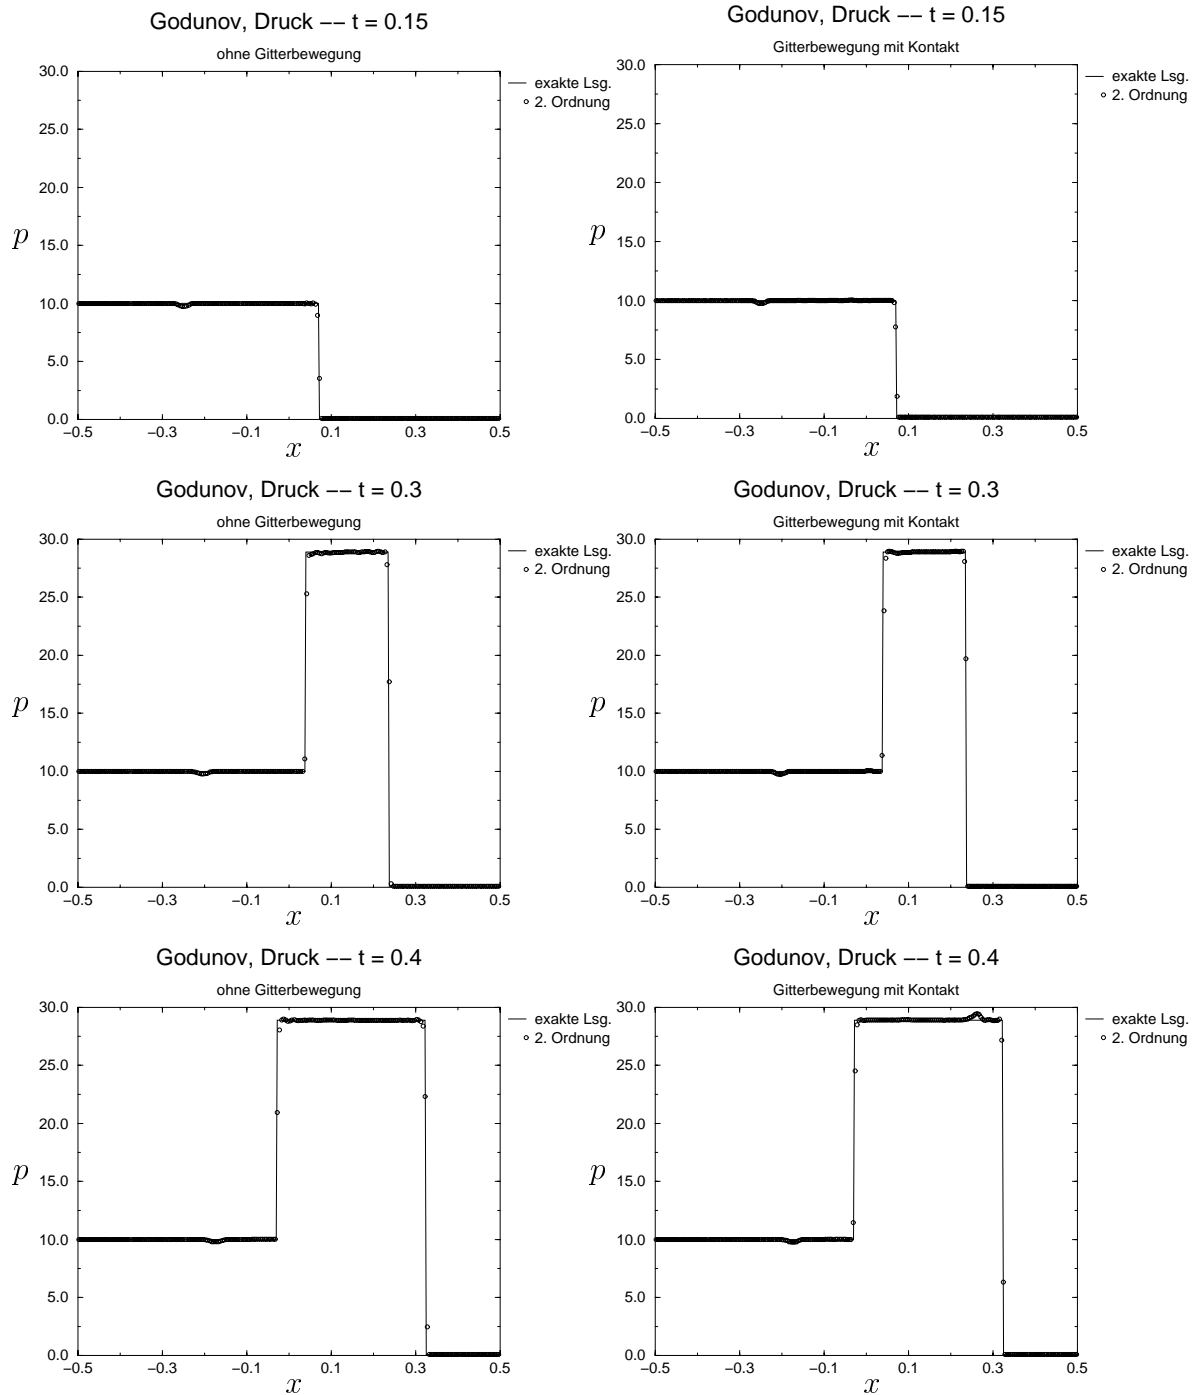 Godunov, Druck −− t = 0.15
ohne Gitterbewegung
30.0
25.0
20.0
15.0
10.0
5.0
0.0
p
−0.5
−0.3
−0.1
0.1
0.3
0.5
x
exakte Lsg.
2. Ordnung
Godunov, Druck −− t = 0.15
Gitterbewegung mit Kontakt
30.0
25.0
20.0
15.0
10.0
5.0
0.0
p
−0.5
−0.3
−0.1
0.1
0.3
0.5
x
exakte Lsg.
2. Ordnung
Godunov, Druck −− t = 0.3
ohne Gitterbewegung
30.0
25.0
20.0
15.0
10.0
5.0
0.0
p
−0.5
−0.3
−0.1
0.1
0.3
0.5
x
exakte Lsg.
2. Ordnung
Godunov, Druck −− t = 0.3
Gitterbewegung mit Kontakt
30.0
25.0
20.0
15.0
10.0
5.0
0.0
p
−0.5
−0.3
−0.1
0.1
0.3
0.5
x
exakte Lsg.
2. Ordnung
Godunov, Druck −− t = 0.4
ohne Gitterbewegung
30.0
25.0
20.0
15.0
10.0
5.0
0.0
p
−0.5
−0.3
−0.1
0.1
0.3
0.5
x
exakte Lsg.
2. Ordnung
Godunov, Druck −− t = 0.4
Gitterbewegung mit Kontakt
30.0
25.0
20.0
15.0
10.0
5.0
0.0
p
−0.5
−0.3
−0.1
0.1
0.3
0.5
x
exakte Lsg.
2. Ordnung